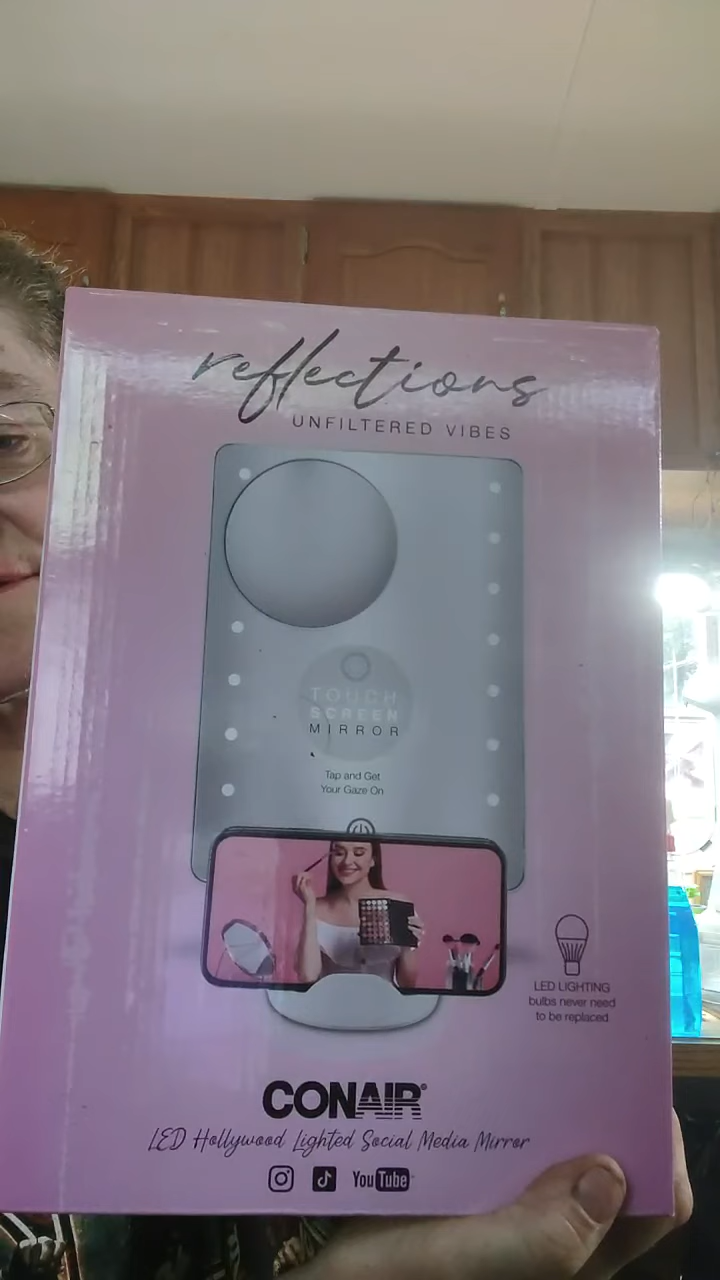 reflections
UNFILTERED VIBES
TOUCH
SCREEN
MIRROR
Tap and Get
Your Gaze On
LED LIGHTING
bulbs never need
to be replaced
CONAIR®
LED Hollywood Lighted Social Media Mirror
YouTube